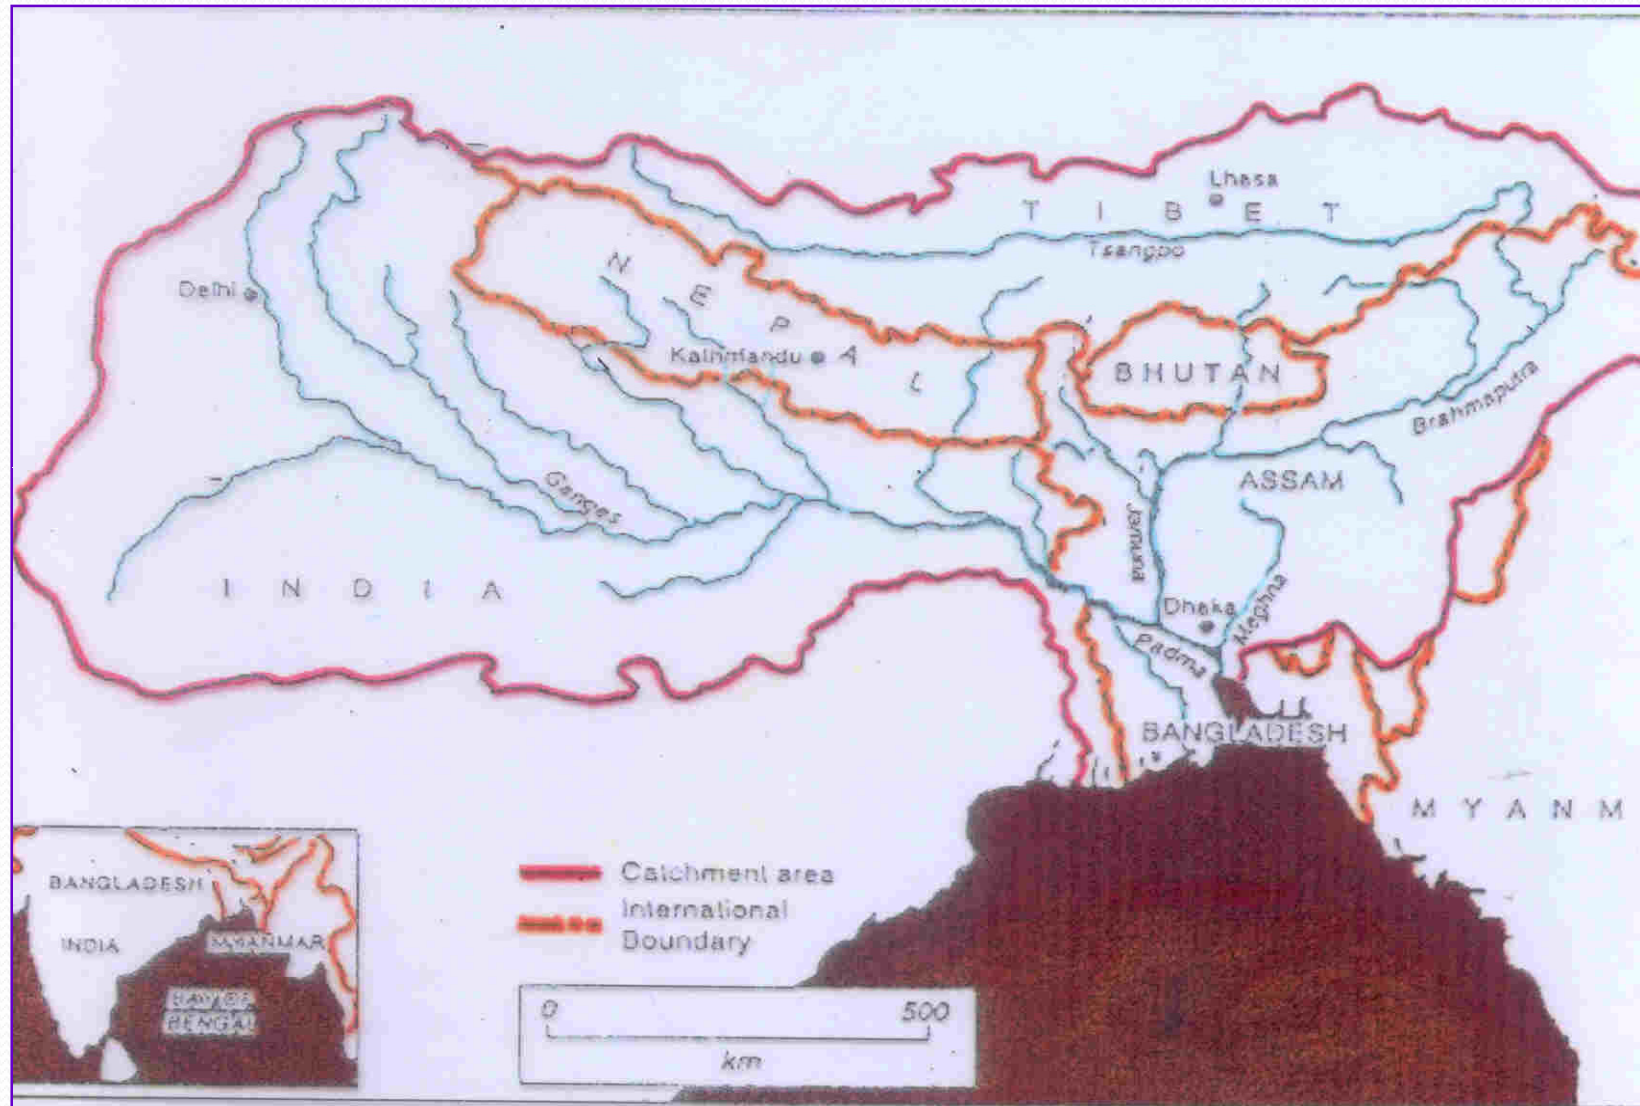 Lhasa
T I B E T
Tsangpo
Delhi
N E P A L
Kathmandu
BHUTAN
Brahmaputra
Ganges
ASSAM
Jamuna
I N D I A
Dhaka
Meghna
Padma
BANGLADESH
M Y A N M
BANGLADESH
INDIA
MYANMAR
BAY OF
BENGAL
Catchment area
International
Boundary
0 500
km